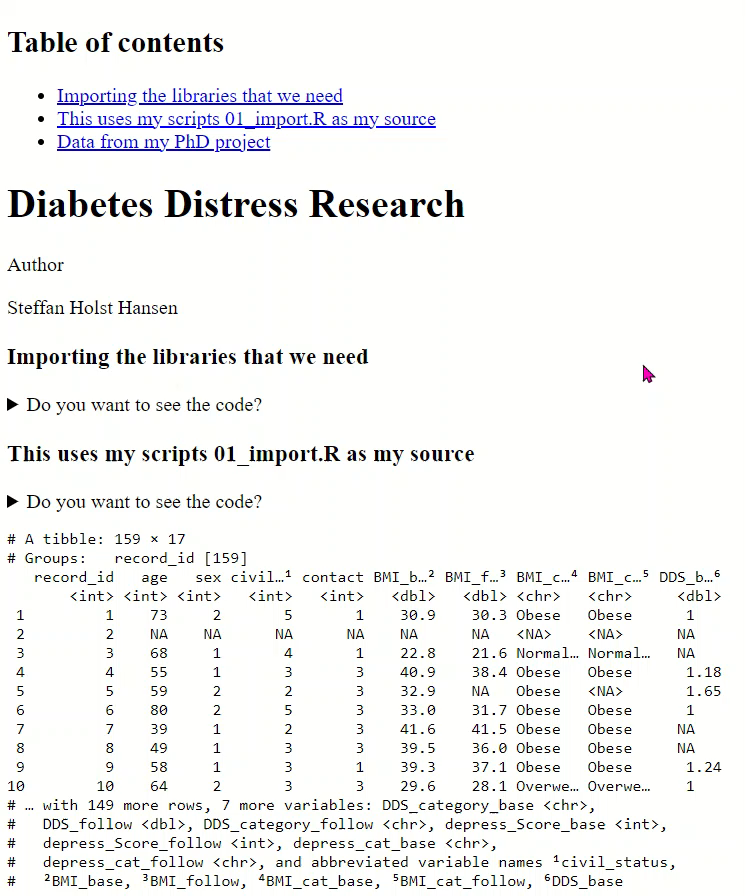 Table of contents
Importing the libraries that we need
This uses my scripts 01_import.R as my source
Data from my PhD project
Diabetes Distress Research
Author
Steffan Holst Hansen
Importing the libraries that we need
▶ Do you want to see the code?
This uses my scripts 01_import.R as my source
▶ Do you want to see the code?
# A tibble: 159 × 17
# Groups:   record_id [159]
   record_id   age   sex civil…¹ contact BMI_b…² BMI_f…³ BMI_c…⁴ BMI_c…⁵ DDS_b…⁶
       <int> <int> <int>   <int>   <int>   <dbl>   <dbl> <chr>   <chr>     <dbl>
 1         1    73     2       5       1    30.9    30.3 Obese   Obese      1
 2         2    NA    NA      NA      NA    NA      NA   <NA>    <NA>      NA
 3         3    68     1       4       1    22.8    21.6 Normal… Normal…   NA
 4         4    55     1       3       3    40.9    38.4 Obese   Obese      1.18
 5         5    59     2       2       3    32.9    NA   Obese   <NA>       1.65
 6         6    80     2       5       3    33.0    31.7 Obese   Obese      1
 7         7    39     1       2       3    41.6    41.5 Obese   Obese     NA
 8         8    49     1       3       3    39.5    36.0 Obese   Obese     NA
 9         9    58     1       3       1    39.3    37.1 Obese   Obese      1.24
10        10    64     2       3       3    29.6    28.1 Overwe… Overwe…    1
# … with 149 more rows, 7 more variables: DDS_category_base <chr>,
#   DDS_follow <dbl>, DDS_category_follow <chr>, depress_Score_base <int>,
#   depress_Score_follow <int>, depress_cat_base <chr>,
#   depress_cat_follow <chr>, and abbreviated variable names ¹civil_status,
#   ²BMI_base, ³BMI_follow, ⁴BMI_cat_base, ⁵BMI_cat_follow, ⁶DDS_base